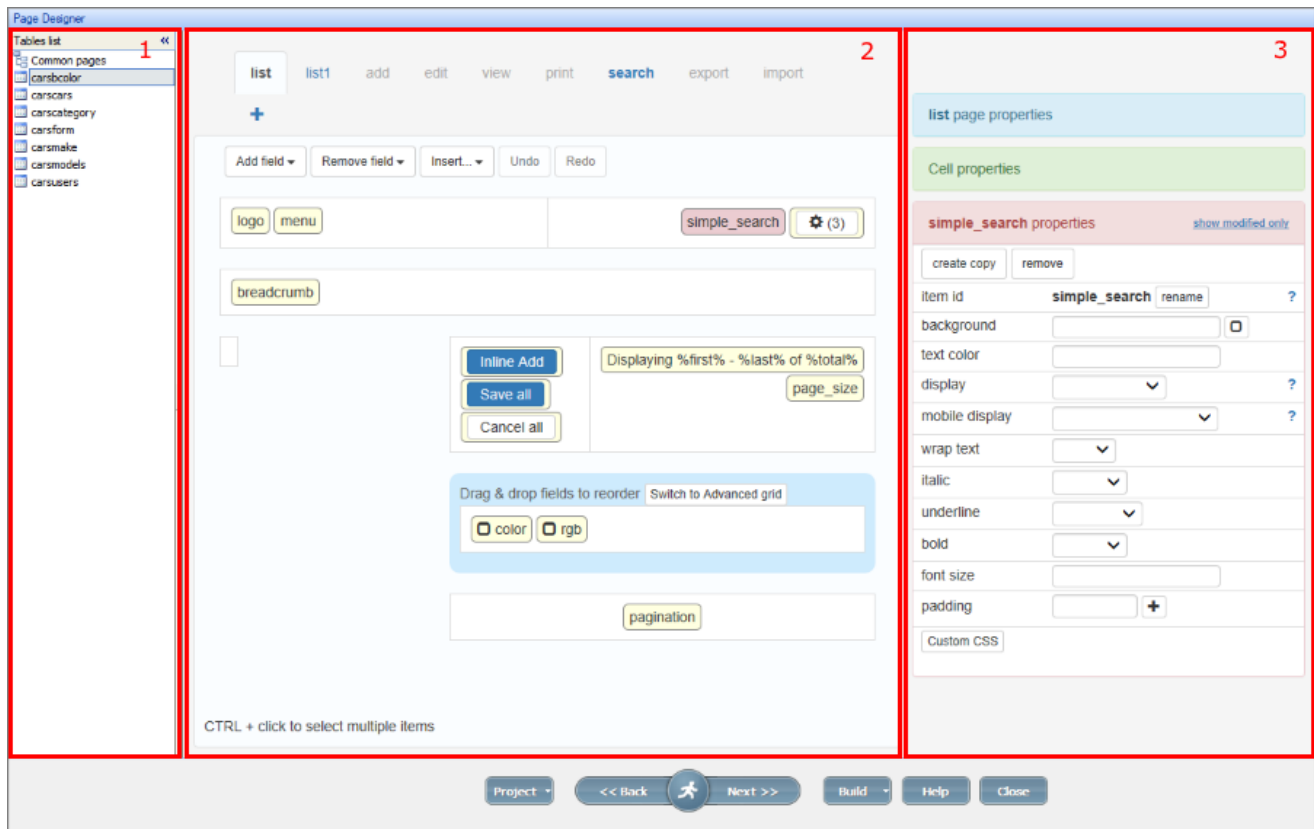 Page Designer
Tables list «
1
Common pages
carsbcolor
carscars
carscategory
carsform
carsmake
carsmodels
carsusers
2
list list1 add edit view print search export import
+
Add field Remove field Insert... Undo Redo
logo menu simple_search (3)
breadcrumb
Inline Add Displaying %first% - %last% of %total%
Save all page_size
Cancel all
Drag & drop fields to reorder Switch to Advanced grid
color rgb
pagination
CTRL + click to select multiple items
3
list page properties
Cell properties
simple_search properties show modified only
create copy remove
item id simple_search rename ?
background
text color
display ?
mobile display ?
wrap text
italic
underline
bold
font size
padding +
Custom CSS
Project << Back Next >> Build Help Close